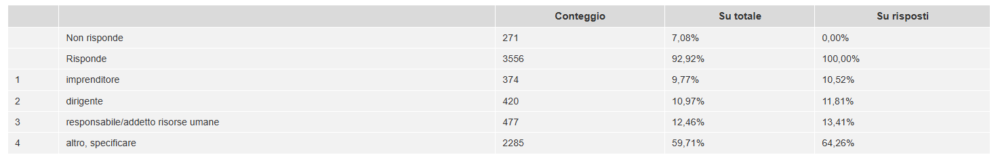 Conteggio Su totale Su risposti
Non risponde 271 7,08% 0,00%
Risponde 3556 92,92% 100,00%
1 imprenditore 374 9,77% 10,52%
2 dirigente 420 10,97% 11,81%
3 responsabile/addetto risorse umane 477 12,46% 13,41%
4 altro, specificare 2285 59,71% 64,26%